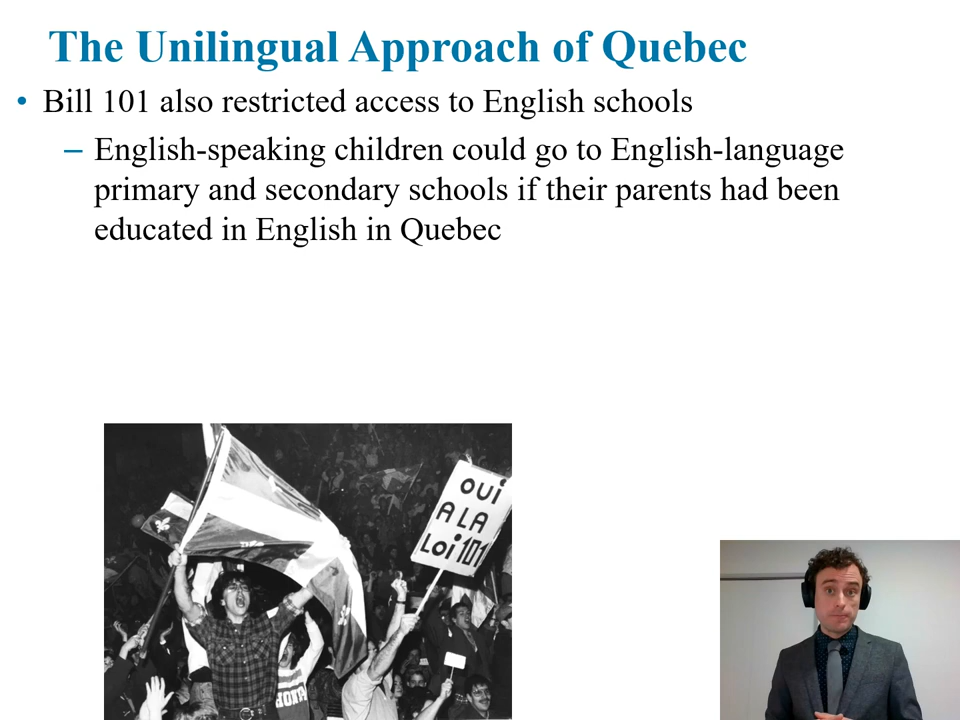 The Unilingual Approach of Quebec
• Bill 101 also restricted access to English schools
– English-speaking children could go to English-language
primary and secondary schools if their parents had been
educated in English in Quebec
OUI
A LA
Loi 101